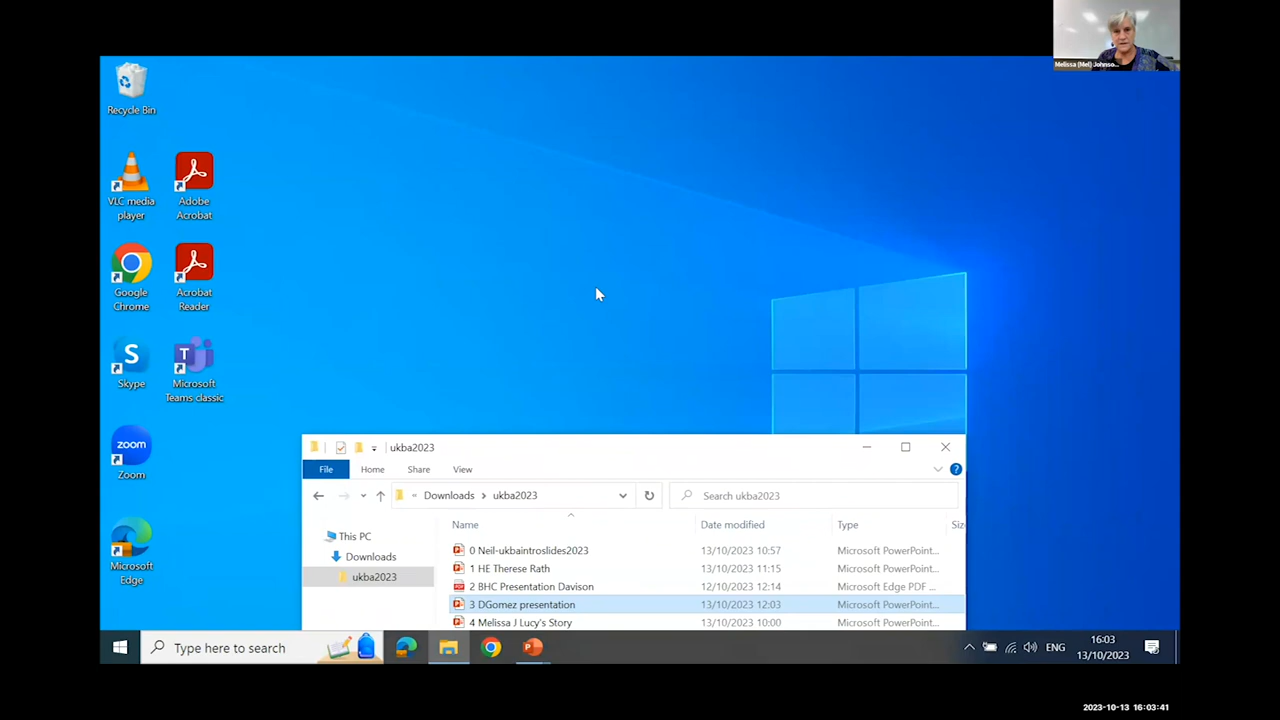 Melissa (Mel) Johnso...
Recycle Bin
VLC media
player
Adobe
Acrobat
Google
Chrome
Acrobat
Reader
S
Skype
T
Microsoft
Teams classic
zoom
Zoom
Microsoft
Edge
ukba2023
File Home Share View
« Downloads > ukba2023
Search ukba2023
This PC
Downloads
ukba2023
Name Date modified Type Siz
0 Neil-ukbaintroslides2023 13/10/2023 10:57 Microsoft PowerPoint...
1 HE Therese Rath 13/10/2023 11:15 Microsoft PowerPoint...
2 BHC Presentation Davison 12/10/2023 12:14 Microsoft Edge PDF ...
3 DGomez presentation 13/10/2023 12:03 Microsoft PowerPoint...
4 Melissa J Lucy's Story 13/10/2023 10:00 Microsoft PowerPoint...
Type here to search
ENG
16:03
13/10/2023
2023-10-13 16:03:41